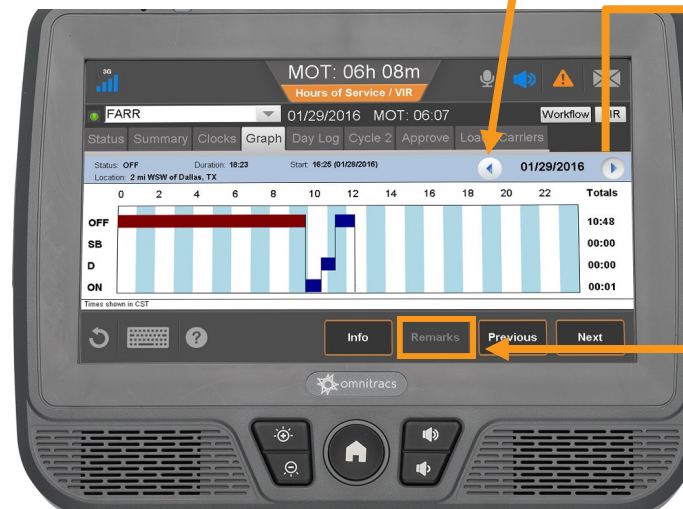 3G
MOT: 06h 08m
Hours of Service / VIR
FARR
01/29/2016 MOT: 06:07
Workflow
Status Summary Clocks Graph Day Log Cycle 2 Approve Carriers
Status: OFF Duration: 18:23 Start: 16:25 (01/28/2016)
01/29/2016
Location: 2 mi WSW of Dallas, TX
0 2 4 6 8 10 12 14 16 18 20 22 Totals
OFF 10:48
SB 00:00
D 00:00
ON 00:01
Times shown in CST
?
Info Remarks Previous Next
omnitracs